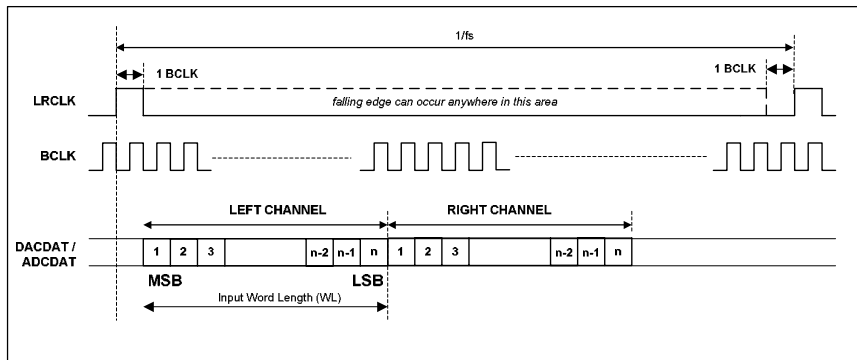 1/fs
1 BCLK
1 BCLK
LRCLK
falling edge can occur anywhere in this area
BCLK
LEFT CHANNEL
RIGHT CHANNEL
DACDAT /
ADCDAT
1 2 3 n-2 n-1 n 1 2 3 n-2 n-1 n
MSB
LSB
Input Word Length (WL)